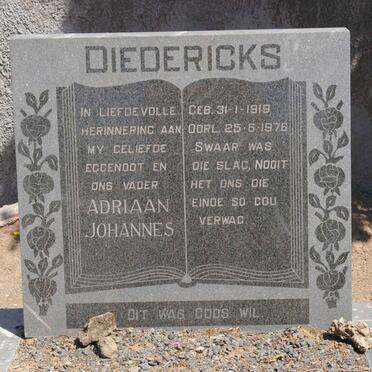 DIEDERICKS
IN LIEFDEVOLLE
HERINNERING AAN
MY GELIEFDE
EGGENOOT EN
ONS VADER
ADRIAAN
JOHANNES
GEB. 31-1-1919
OORL. 25-6-1976
SWAAR WAS
DIE SLAG, NOOIT
HET ONS DIE
EINDE SO GOU
VERWAG
DIT WAS GODS WIL